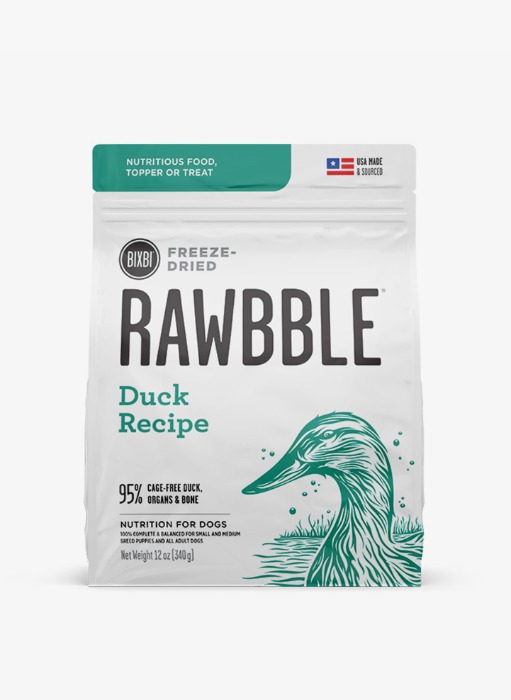 NUTRITIOUS FOOD,
TOPPER OR TREAT
USA MADE
& SOURCED
BIXBI
FREEZE-
DRIED
RAWBBLE®
Duck
Recipe
95% CAGE-FREE DUCK,
ORGANS & BONE
NUTRITION FOR DOGS
100% COMPLETE & BALANCED FOR SMALL AND MEDIUM
BREED PUPPIES AND ALL ADULT DOGS
Net Weight 12 oz (340g)